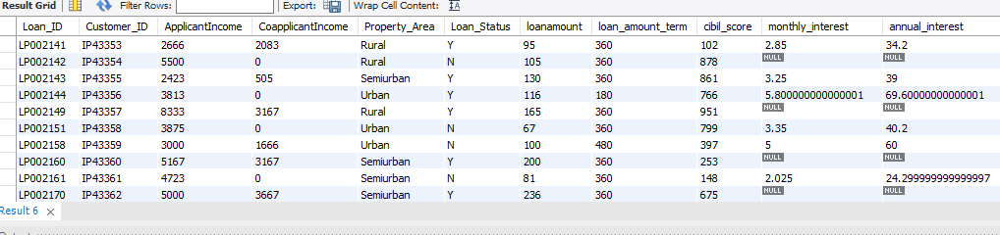 Result Grid Filter Rows: Export: Wrap Cell Content: IA
Loan_ID Customer_ID ApplicantIncome CoapplicantIncome Property_Area Loan_Status loanamount loan_amount_term cibil_score monthly_interest annual_interest
LP002141 IP43353 2666 2083 Rural Y 95 360 102 2.85 34.2
LP002142 IP43354 5500 0 Rural N 105 360 878 NULL NULL
LP002143 IP43355 2423 505 Semiurban Y 130 360 861 3.25 39
LP002144 IP43356 3813 0 Urban Y 116 180 766 5.800000000000001 69.60000000000001
LP002149 IP43357 8333 3167 Rural Y 165 360 951 NULL NULL
LP002151 IP43358 3875 0 Urban N 67 360 799 3.35 40.2
LP002158 IP43359 3000 1666 Urban N 100 480 397 5 60
LP002160 IP43360 5167 3167 Semiurban Y 200 360 253 NULL NULL
LP002161 IP43361 4723 0 Semiurban N 81 360 148 2.025 24.299999999999997
LP002170 IP43362 5000 3667 Semiurban Y 236 360 675 NULL NULL
Result 6 ×